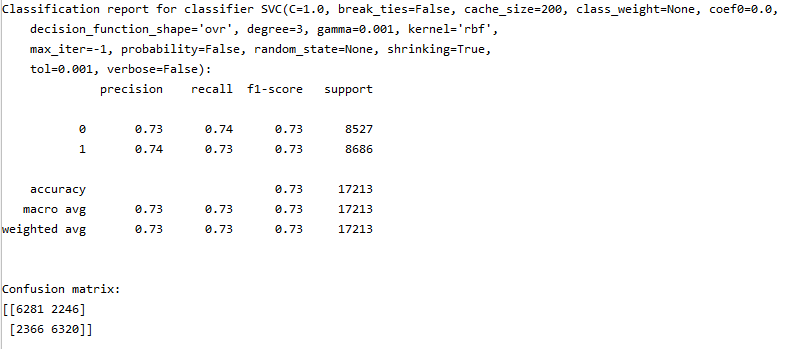 Classification report for classifier SVC(C=1.0, break_ties=False, cache_size=200, class_weight=None, coef0=0.0,
    decision_function_shape='ovr', degree=3, gamma=0.001, kernel='rbf',
    max_iter=-1, probability=False, random_state=None, shrinking=True,
    tol=0.001, verbose=False):
              precision    recall  f1-score   support

           0       0.73      0.74      0.73      8527
           1       0.74      0.73      0.73      8686

    accuracy                           0.73     17213
   macro avg       0.73      0.73      0.73     17213
weighted avg       0.73      0.73      0.73     17213


Confusion matrix:
[[6281 2246]
 [2366 6320]]